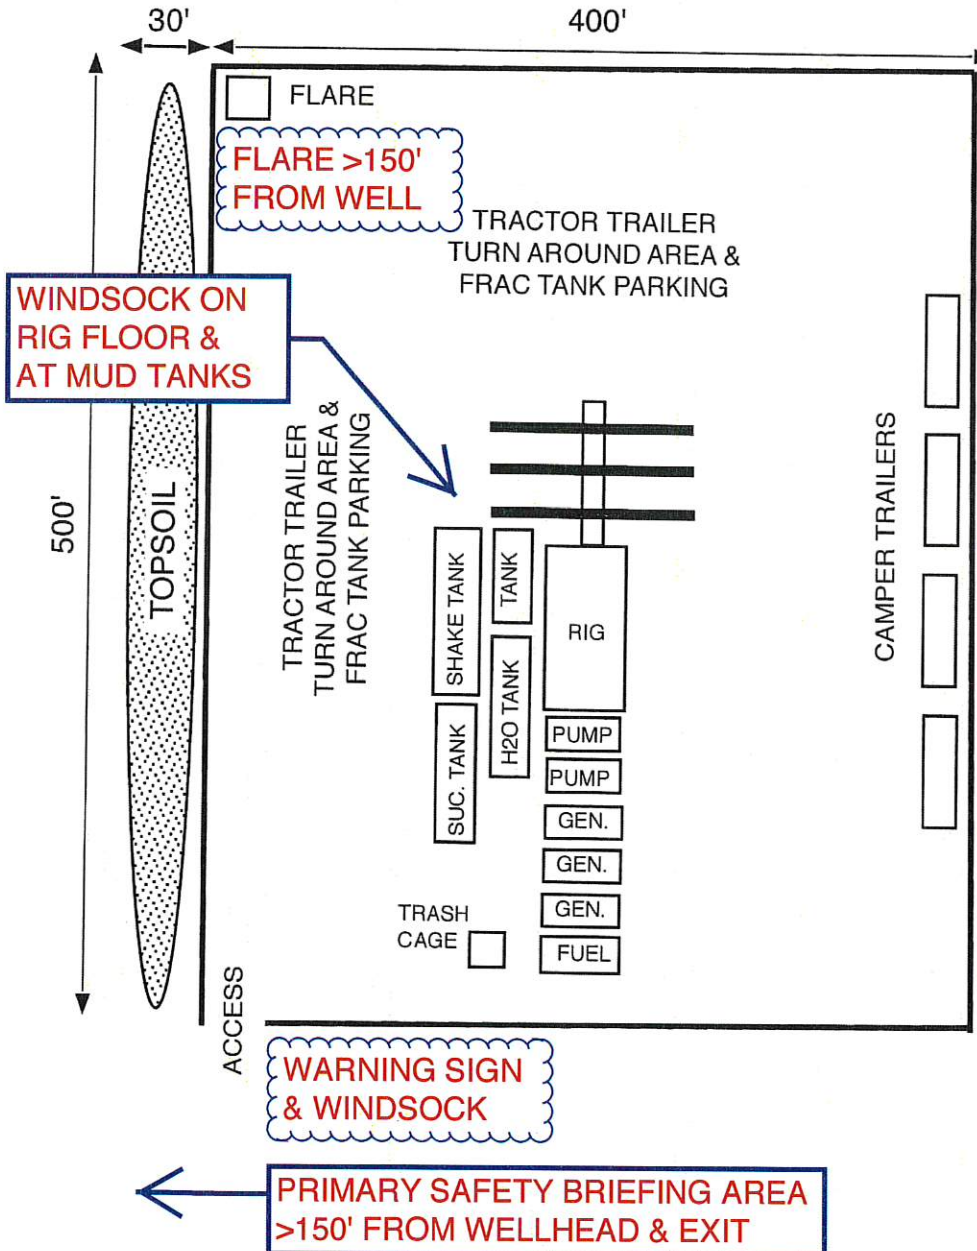 30'
400'
FLARE
FLARE >150'
FROM WELL
TRACTOR TRAILER
TURN AROUND AREA &
FRAC TANK PARKING
WINDSOCK ON
RIG FLOOR &
AT MUD TANKS
500'
TOPSOIL
TRACTOR TRAILER
TURN AROUND AREA &
FRAC TANK PARKING
CAMPER TRAILERS
SHAKE TANK
TANK
RIG
H2O TANK
SUC. TANK
PUMP
PUMP
GEN.
GEN.
GEN.
FUEL
TRASH
CAGE
ACCESS
WARNING SIGN
& WINDSOCK
PRIMARY SAFETY BRIEFING AREA
>150' FROM WELLHEAD & EXIT